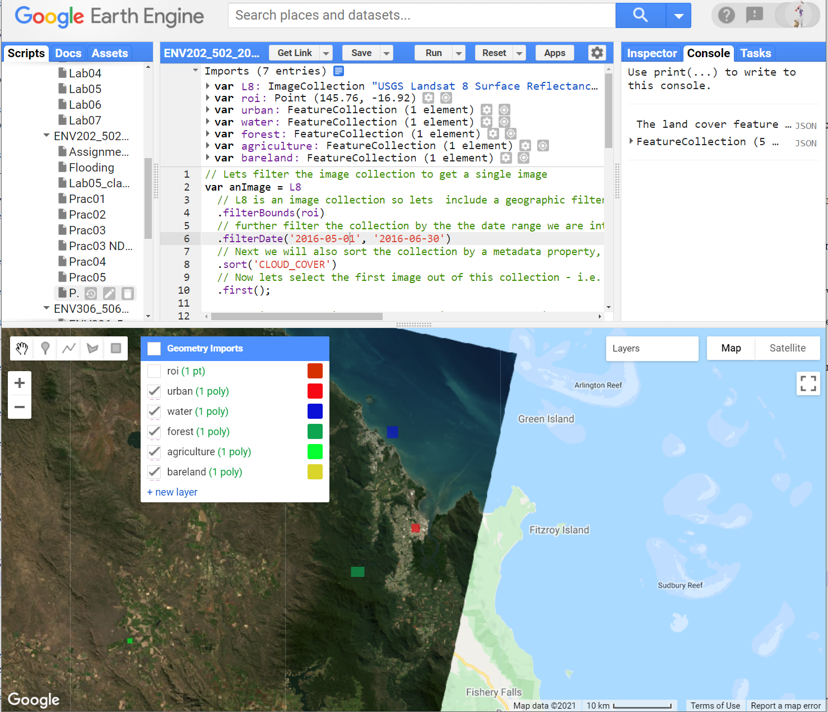 Google Earth Engine
Search places and datasets...
Scripts Docs Assets
Lab04
Lab05
Lab06
Lab07
ENV202_502...
Assignme...
Flooding
Lab05_cla...
Prac01
Prac02
Prac03
Prac03 ND...
Prac04
Prac05
P.
ENV306_506...
ENV202_502_20...
Get Link Save Run Reset Apps
Imports (7 entries)
var L8: ImageCollection "USGS Landsat 8 Surface Reflectanc...
var roi: Point (145.76, -16.92)
var urban: FeatureCollection (1 element)
var water: FeatureCollection (1 element)
var forest: FeatureCollection (1 element)
var agriculture: FeatureCollection (1 element)
var bareland: FeatureCollection (1 element)
1 // Lets filter the image collection to get a single image
2 var anImage = L8
3 // L8 is an image collection so lets include a geographic filter
4 .filterBounds(roi)
5 // further filter the collection by the the date range we are int
6 .filterDate('2016-05-01', '2016-06-30')
7 // Next we will also sort the collection by a metadata property,
8 .sort('CLOUD_COVER')
9 // Now lets select the first image out of this collection - i.e.
10 .first();
11
12
Inspector Console Tasks
Use print(...) to write to
this console.
The land cover feature ... JSON
FeatureCollection (5 ... JSON
Geometry Imports
roi (1 pt)
urban (1 poly)
water (1 poly)
forest (1 poly)
agriculture (1 poly)
bareland (1 poly)
+ new layer
Layers
Map Satellite
+
−
Arlington Reef
Green Island
Fitzroy Island
Sudbury Reef
Fishery Falls
Google
Map data ©2021 10 km Terms of Use Report a map error